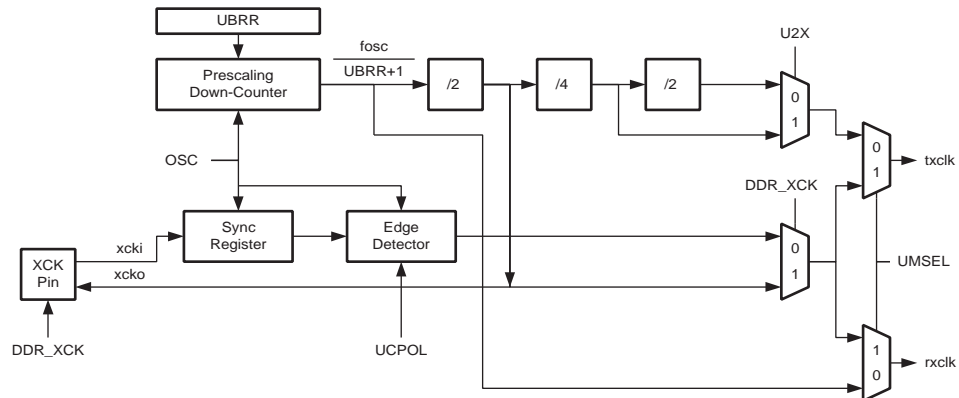 UBRR
U2X
fosc
Prescaling
Down-Counter
UBRR+1
/2
/4
/2
0
1
OSC
0
1
txclk
DDR_XCK
xcki
Sync
Register
Edge
Detector
0
1
UMSEL
XCK
Pin
xcko
DDR_XCK
UCPOL
1
0
rxclk